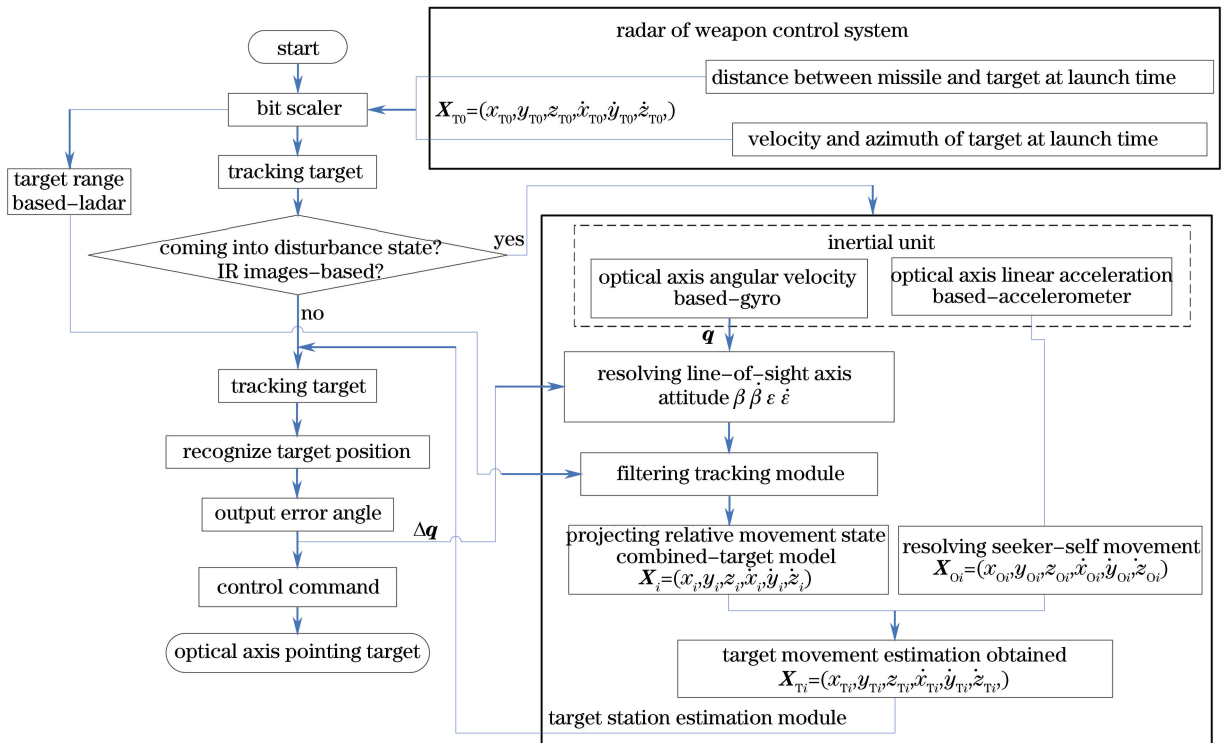 start
bit scaler
tracking target
target range
based-ladar
coming into disturbance state?
IR images-based?
yes
no
tracking target
recognize target position
output error angle
Δq
control command
optical axis pointing target
radar of weapon control system
distance between missile and target at launch time
X_T0=(x_T0,y_T0,z_T0,ẋ_T0,ẏ_T0,ż_T0,)
velocity and azimuth of target at launch time
inertial unit
optical axis angular velocity
based-gyro
optical axis linear acceleration
based-accelerometer
q
resolving line-of-sight axis
attitude β β̇ ε ε̇
filtering tracking module
projecting relative movement state
combined-target model
X_i=(x_i,y_i,z_i,ẋ_i,ẏ_i,ż_i)
resolving seeker-self movement
X_Oi=(x_Oi,y_Oi,z_Oi,ẋ_Oi,ẏ_Oi,ż_Oi)
target movement estimation obtained
X_Ti=(x_Ti,y_Ti,z_Ti,ẋ_Ti,ẏ_Ti,ż_Ti,)
target station estimation module